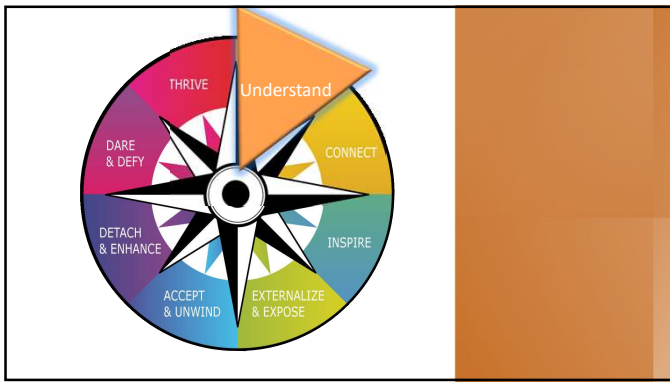 Understand
CONNECT
INSPIRE
EXTERNALIZE
& EXPOSE
ACCEPT
& UNWIND
DETACH
& ENHANCE
DARE
& DEFY
THRIVE